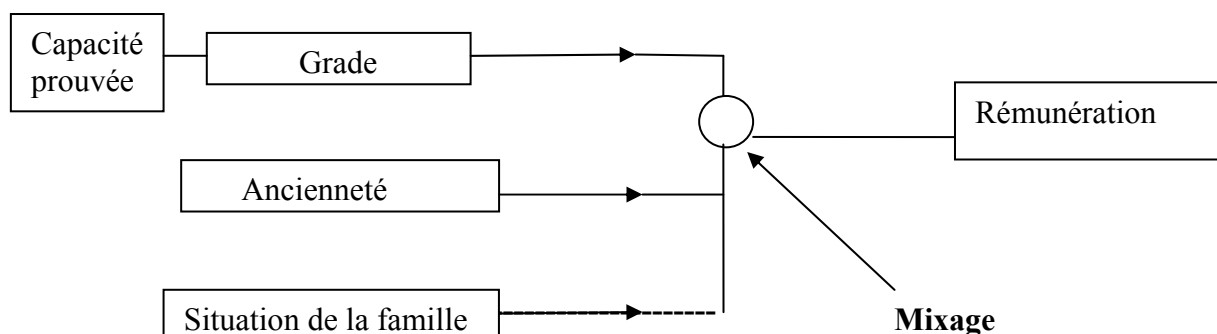 Capacité
prouvée
Grade
Rémunération
Ancienneté
Situation de la famille
Mixage